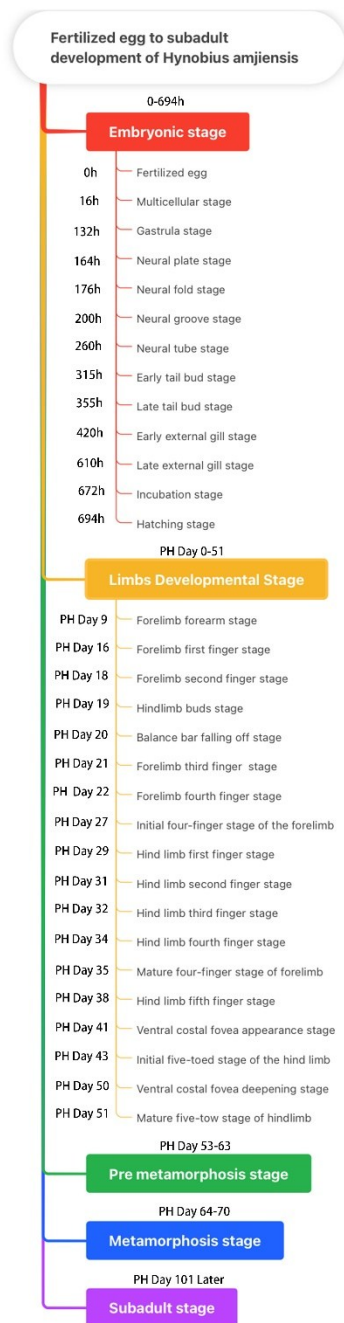 Fertilized egg to subadult
development of Hynobius amjiensis
0-694h
Embryonic stage
0h Fertilized egg
16h Multicellular stage
132h Gastrula stage
164h Neural plate stage
176h Neural fold stage
200h Neural groove stage
260h Neural tube stage
315h Early tail bud stage
355h Late tail bud stage
420h Early external gill stage
610h Late external gill stage
672h Incubation stage
694h Hatching stage
PH Day 0-51
Limbs Developmental Stage
PH Day 9 Forelimb forearm stage
PH Day 16 Forelimb first finger stage
PH Day 18 Forelimb second finger stage
PH Day 19 Hindlimb buds stage
PH Day 20 Balance bar falling off stage
PH Day 21 Forelimb third finger stage
PH Day 22 Forelimb fourth finger stage
PH Day 27 Initial four-finger stage of the forelimb
PH Day 29 Hind limb first finger stage
PH Day 31 Hind limb second finger stage
PH Day 32 Hind limb third finger stage
PH Day 34 Hind limb fourth finger stage
PH Day 35 Mature four-finger stage of forelimb
PH Day 38 Hind limb fifth finger stage
PH Day 41 Ventral costal fovea appearance stage
PH Day 43 Initial five-toed stage of the hind limb
PH Day 50 Ventral costal fovea deepening stage
PH Day 51 Mature five-tow stage of hindlimb
PH Day 53-63
Pre metamorphosis stage
PH Day 64-70
Metamorphosis stage
PH Day 101 Later
Subadult stage